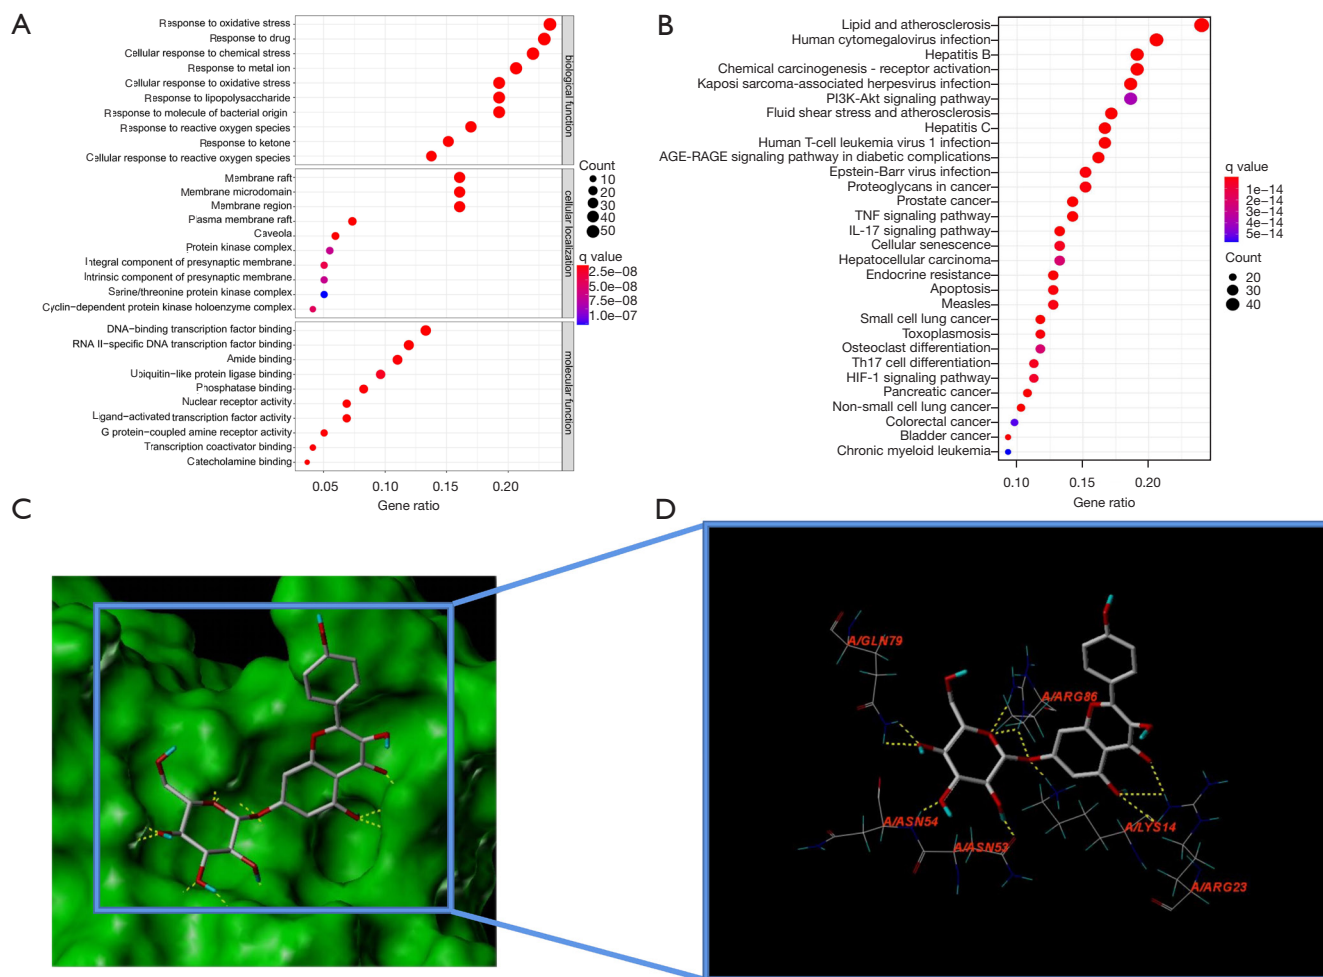 A
Response to oxidative stress
Response to drug
Cellular response to chemical stress
Response to metal ion
Cellular response to oxidative stress
Response to lipopolysaccharide
Response to molecule of bacterial origin
Response to reactive oxygen species
Response to ketone
Cellular response to reactive oxygen species
biological function
Membrane raft
Membrane microdomain
Membrane region
Plasma membrane raft
Caveola
Protein kinase complex
Integral component of presynaptic membrane
Intrinsic component of presynaptic membrane
Serine/threonine protein kinase complex
Cyclin−dependent protein kinase holoenzyme complex
cellular localization
DNA−binding transcription factor binding
RNA II−specific DNA transcription factor binding
Amide binding
Ubiquitin−like protein ligase binding
Phosphatase binding
Nuclear receptor activity
Ligand−activated transcription factor activity
G protein−coupled amine receptor activity
Transcription coactivator binding
Catecholamine binding
molecular function
0.05 0.10 0.15 0.20
Gene ratio
Count
10
20
30
40
50
q value
2.5e−08
5.0e−08
7.5e−08
1.0e−07
B
Lipid and atherosclerosis
Human cytomegalovirus infection
Hepatitis B
Chemical carcinogenesis - receptor activation
Kaposi sarcoma-associated herpesvirus infection
PI3K-Akt signaling pathway
Fluid shear stress and atherosclerosis
Hepatitis C
Human T-cell leukemia virus 1 infection
AGE-RAGE signaling pathway in diabetic complications
Epstein-Barr virus infection
Proteoglycans in cancer
Prostate cancer
TNF signaling pathway
IL-17 signaling pathway
Cellular senescence
Hepatocellular carcinoma
Endocrine resistance
Apoptosis
Measles
Small cell lung cancer
Toxoplasmosis
Osteoclast differentiation
Th17 cell differentiation
HIF-1 signaling pathway
Pancreatic cancer
Non-small cell lung cancer
Colorectal cancer
Bladder cancer
Chronic myeloid leukemia
0.10 0.15 0.20
Gene ratio
q value
1e−14
2e−14
3e−14
4e−14
5e−14
Count
20
30
40
C
D
A/GLN79
A/ARG86
A/ASN54
A/ASN53
A/LYS14
A/ARG23